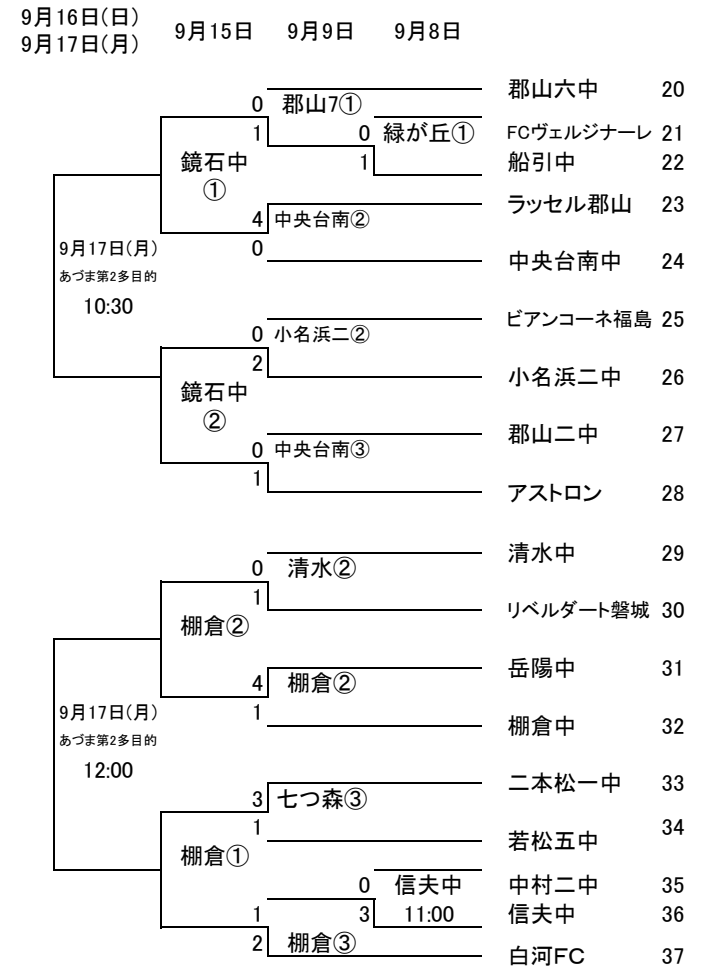 9月16日(日)
9月17日(月)
9月15日
9月9日
9月8日
郡山六中 20
0 郡山7①
1
0 緑が丘① FCヴェルジナーレ 21
鏡石中
①
1
船引中 22
ラッセル郡山 23
4 中央台南②
0
9月17日(月)
あづま第2多目的
10:30
中央台南中 24
ビアンコーネ福島 25
0 小名浜二②
2
小名浜二中 26
鏡石中
②
郡山二中 27
0 中央台南③
1
アストロン 28
清水中 29
0 清水②
1
リベルダート磐城 30
棚倉②
岳陽中 31
4 棚倉②
1
9月17日(月)
あづま第2多目的
12:00
棚倉中 32
二本松一中 33
3 七つ森③
1
34
若松五中
棚倉①
0 信夫中 中村二中 35
1
3 11:00 信夫中 36
2 棚倉③
白河FC 37